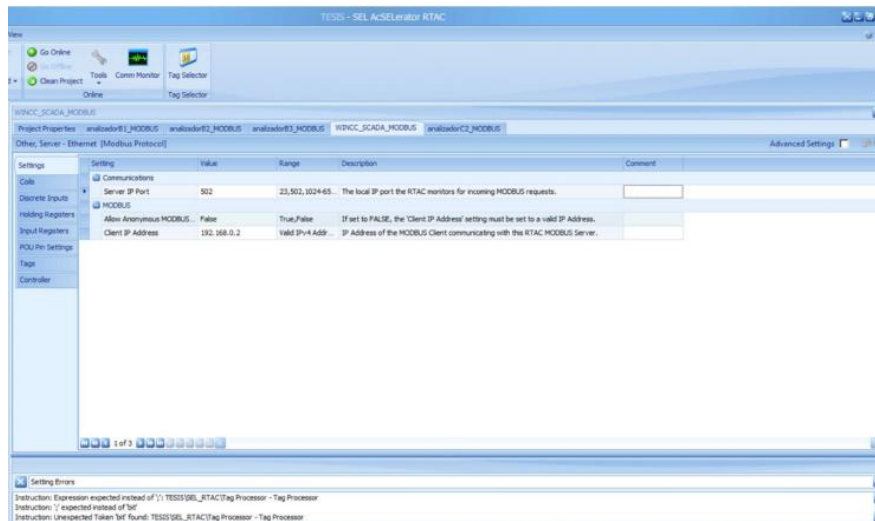 TESIS - SEL AcSELerator RTAC
View
Go Online
Go Offline
Clean Project
Tools
Comm Monitor
Tag Selector
Online
Tag Selector
WINCC_SCADA_MODBUS
Project Properties analizadorB1_MODBUS analizadorB2_MODBUS analizadorB3_MODBUS WINCC_SCADA_MODBUS analizadorC2_MODBUS
Other, Server - Ethernet [Modbus Protocol] Advanced Settings
Settings
Coils
Discrete Inputs
Holding Registers
Input Registers
POU Pin Settings
Tags
Controller
Setting Value Range Description Comment
Communications
Server IP Port 502 23,502,1024-65... The local IP port the RTAC monitors for incoming MODBUS requests.
MODBUS
Allow Anonymous MODBUS... False True,False If set to FALSE, the 'Client IP Address' setting must be set to a valid IP Address.
Client IP Address 192.168.0.2 Valid IPv4 Addr... IP Address of the MODBUS Client communicating with this RTAC MODBUS Server.
1 of 3
Setting Errors
Instruction: Expression expected instead of '/': TESIS\SEL_RTAC\Tag Processor - Tag Processor
Instruction: ';' expected instead of 'bit'
Instruction: Unexpected Token 'bit' found: TESIS\SEL_RTAC\Tag Processor - Tag Processor